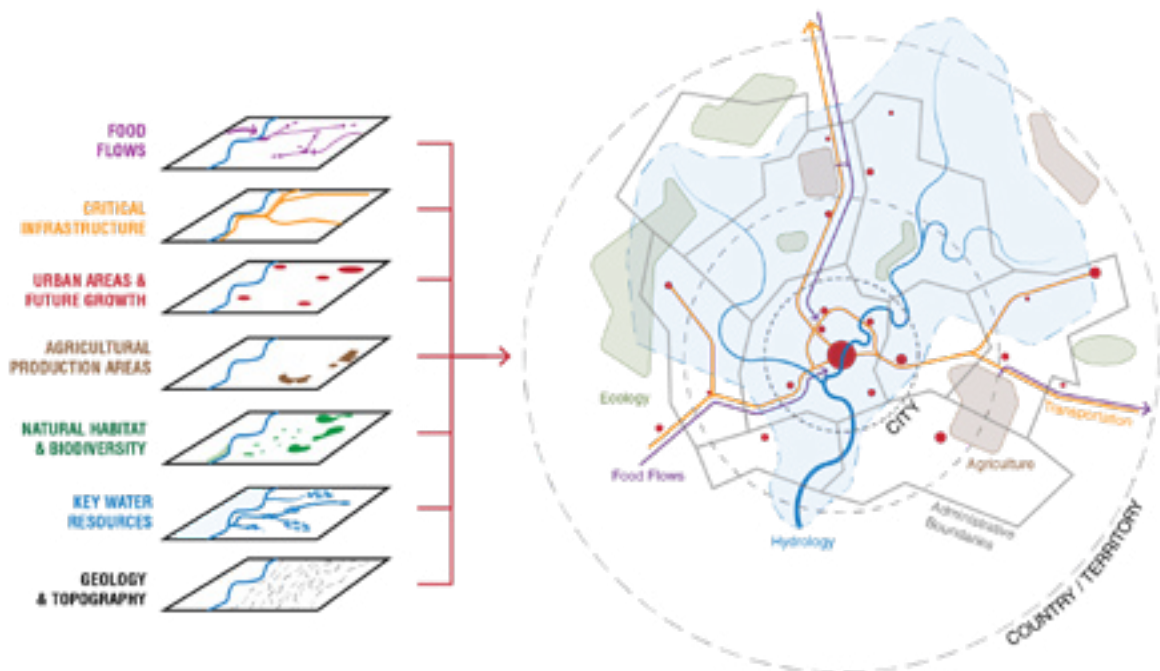 FOOD
FLOWS
CRITICAL
INFRASTRUCTURE
URBAN AREAS &
FUTURE GROWTH
AGRICULTURAL
PRODUCTION AREAS
NATURAL HABITAT
& BIODIVERSITY
KEY WATER
RESOURCES
GEOLOGY
& TOPOGRAPHY
Ecology
Food Flows
Hydrology
CITY
Transportation
Agriculture
Administrative
Boundaries
COUNTRY / TERRITORY